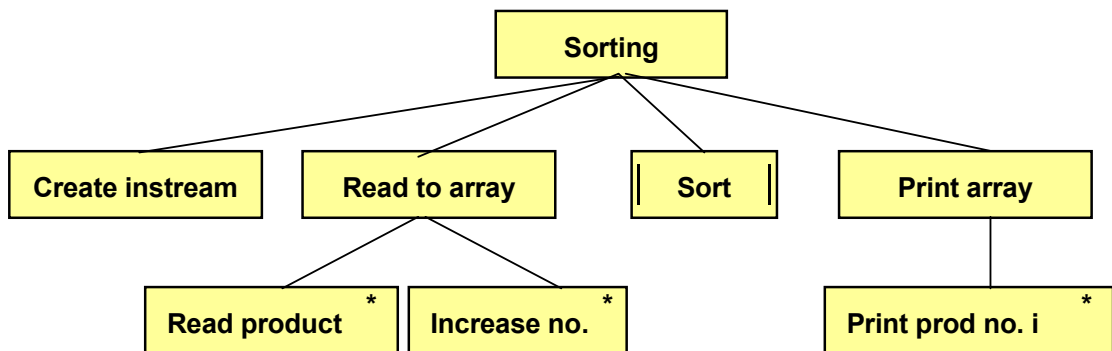 Sorting
Create instream
Read to array
| Sort |
Print array
Read product *
Increase no. *
Print prod no. i *